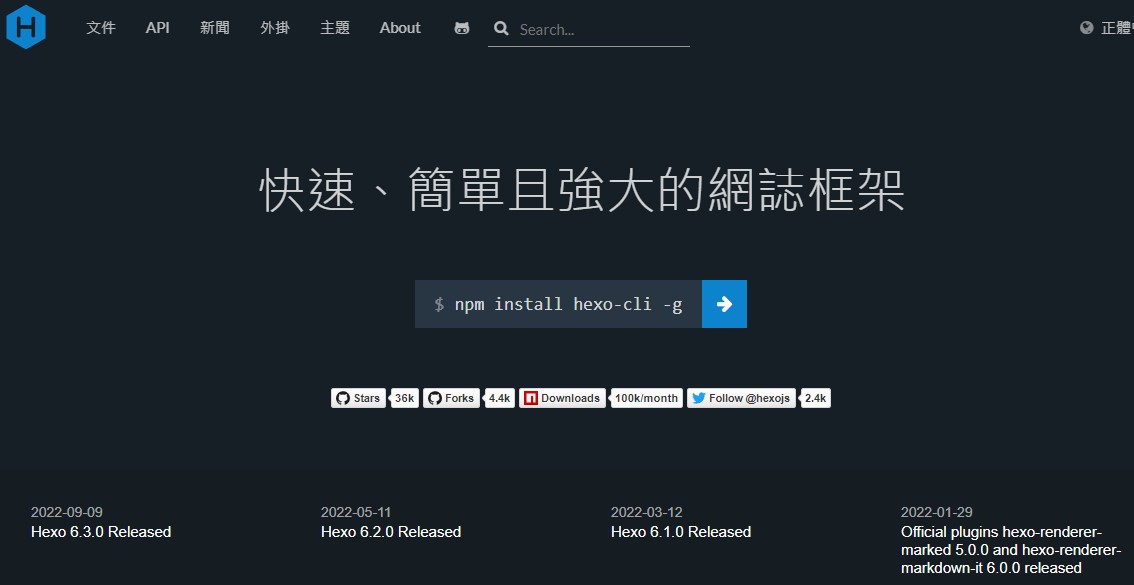 H
文件 API 新聞 外掛 主題 About Search... 正體
快速、簡單且強大的網誌框架
$ npm install hexo-cli -g
Stars 36k Forks 4.4k Downloads 100k/month Follow @hexojs 2.4k
2022-09-09 2022-05-11 2022-03-12 2022-01-29
Hexo 6.3.0 Released Hexo 6.2.0 Released Hexo 6.1.0 Released Official plugins hexo-renderer-
marked 5.0.0 and hexo-renderer-
markdown-it 6.0.0 released